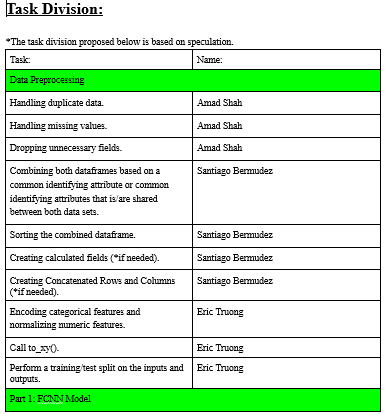 Task Division:
*The task division proposed below is based on speculation.
Task: Name:
Data Preprocessing
Handling duplicate data. Amad Shah
Handling missing values. Amad Shah
Dropping unnecessary fields. Amad Shah
Combining both dataframes based on a Santiago Bermudez
common identifying attribute or common
identifying attributes that is/are shared
between both data sets.
Sorting the combined dataframe. Santiago Bermudez
Creating calculated fields (*if needed). Santiago Bermudez
Creating Concatenated Rows and Columns Santiago Bermudez
(*if needed).
Encoding categorical features and Eric Truong
normalizing numeric features.
Call to_xy(). Eric Truong
Perform a training/test split on the inputs and Eric Truong
outputs.
Part 1: FCNN Model